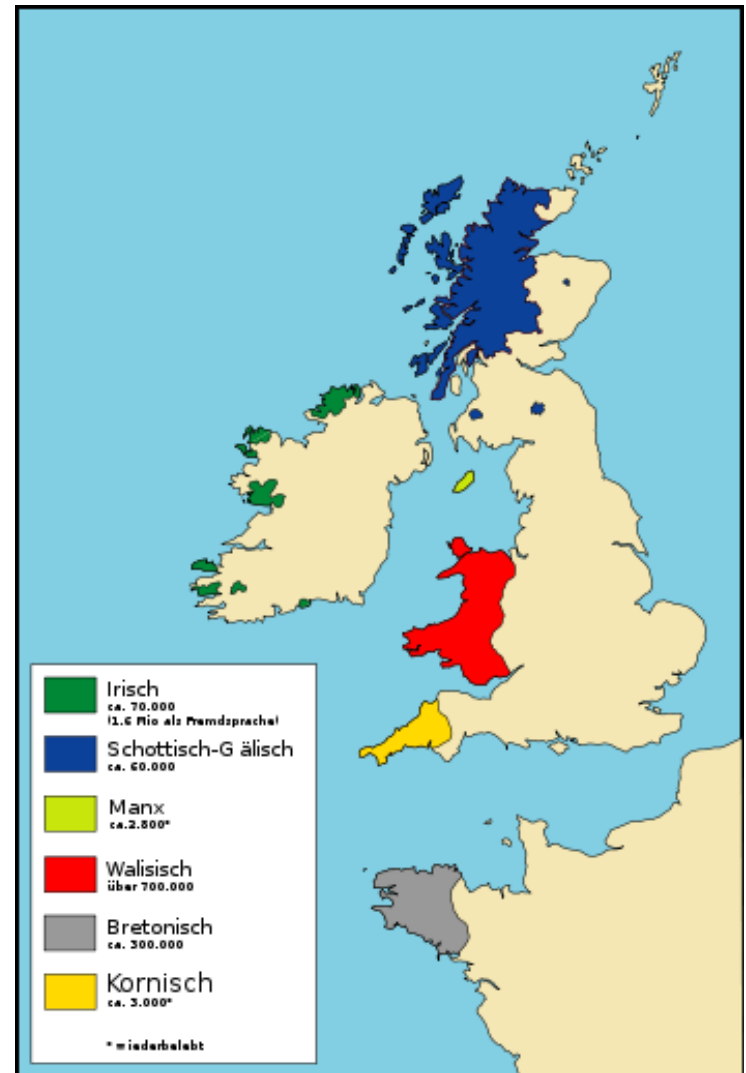 Irisch
ca. 70.000
(1.6 Mio als Fremdsprache)
Schottisch-G älisch
ca. 60.000
Manx
ca.2.800*
Walisisch
über 700.000
Bretonisch
ca. 300.000
Kornisch
ca. 3.000*
* wiederbelebt